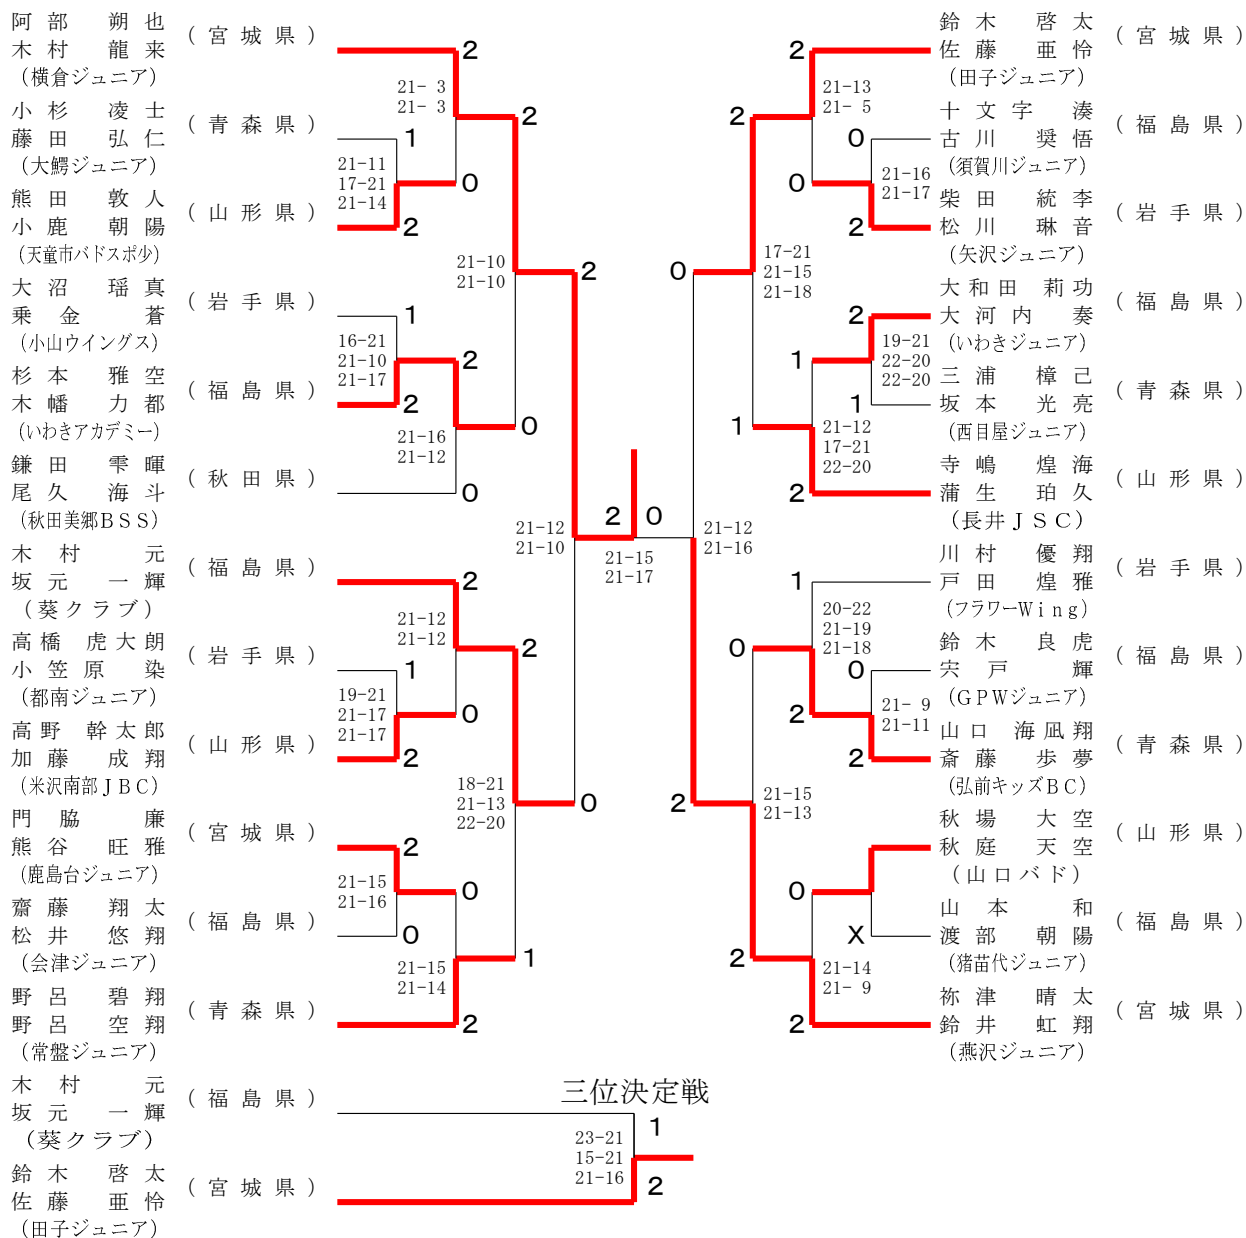 阿部 朔也
木村 龍来
(横倉ジュニア)
(宮城県)
2
小杉 凌士
藤田 弘仁
(大鰐ジュニア)
(青森県)
1
熊田 敦人
小鹿 朝陽
(天童市バドスポ少)
(山形県)
2
21-11
17-21
21-14
0
21- 3
21- 3
2
大沼 瑶真
乗金 蒼
(小山ウイングス)
(岩手県)
1
杉本 雅空
木幡 力都
(いわきアカデミー)
(福島県)
2
16-21
21-10
21-17
2
鎌田 雫暉
尾久 海斗
(秋田美郷BSS)
(秋田県)
0
21-16
21-12
0
21-10
21-10
2
木村 元
坂元 一輝
(葵クラブ)
(福島県)
2
高橋 虎大朗
小笠原 染
(都南ジュニア)
(岩手県)
1
高野 幹太郎
加藤 成翔
(米沢南部JBC)
(山形県)
2
19-21
21-17
21-17
0
21-12
21-12
2
門脇 廉
熊谷 旺雅
(鹿島台ジュニア)
(宮城県)
2
齋藤 翔太
松井 悠翔
(会津ジュニア)
(福島県)
0
21-15
21-16
0
野呂 碧翔
野呂 空翔
(常盤ジュニア)
(青森県)
2
21-15
21-14
1
18-21
21-13
22-20
0
21-12
21-10
2
0
21-15
21-17
鈴木 啓太
佐藤 亜怜
(田子ジュニア)
(宮城県)
2
十文字 湊
古川 奨悟
(須賀川ジュニア)
(福島県)
0
柴田 統李
松川 琳音
(矢沢ジュニア)
(岩手県)
2
21-16
21-17
0
21-13
21- 5
2
大和田 莉功
大河内 奏
(いわきジュニア)
(福島県)
2
三浦 樟己
坂本 光亮
(西目屋ジュニア)
(青森県)
1
19-21
22-20
22-20
1
寺嶋 煌海
蒲生 珀久
(長井JSC)
(山形県)
2
21-12
17-21
22-20
1
17-21
21-15
21-18
0
川村 優翔
戸田 煌雅
(フラワーWing)
(岩手県)
1
鈴木 良虎
宍戸 輝
(GPWジュニア)
(福島県)
0
山口 海凪翔
斎藤 歩夢
(弘前キッズBC)
(青森県)
2
21- 9
21-11
2
20-22
21-19
21-18
0
秋場 大空
秋庭 天空
(山口バド)
(山形県)
山本 和
渡部 朝陽
(猪苗代ジュニア)
(福島県)
X
0
祢津 晴太
鈴井 虹翔
(燕沢ジュニア)
(宮城県)
2
21-14
21- 9
2
21-15
21-13
2
21-12
21-16
三位決定戦
木村 元
坂元 一輝
(葵クラブ)
(福島県)
1
鈴木 啓太
佐藤 亜怜
(田子ジュニア)
(宮城県)
2
23-21
15-21
21-16